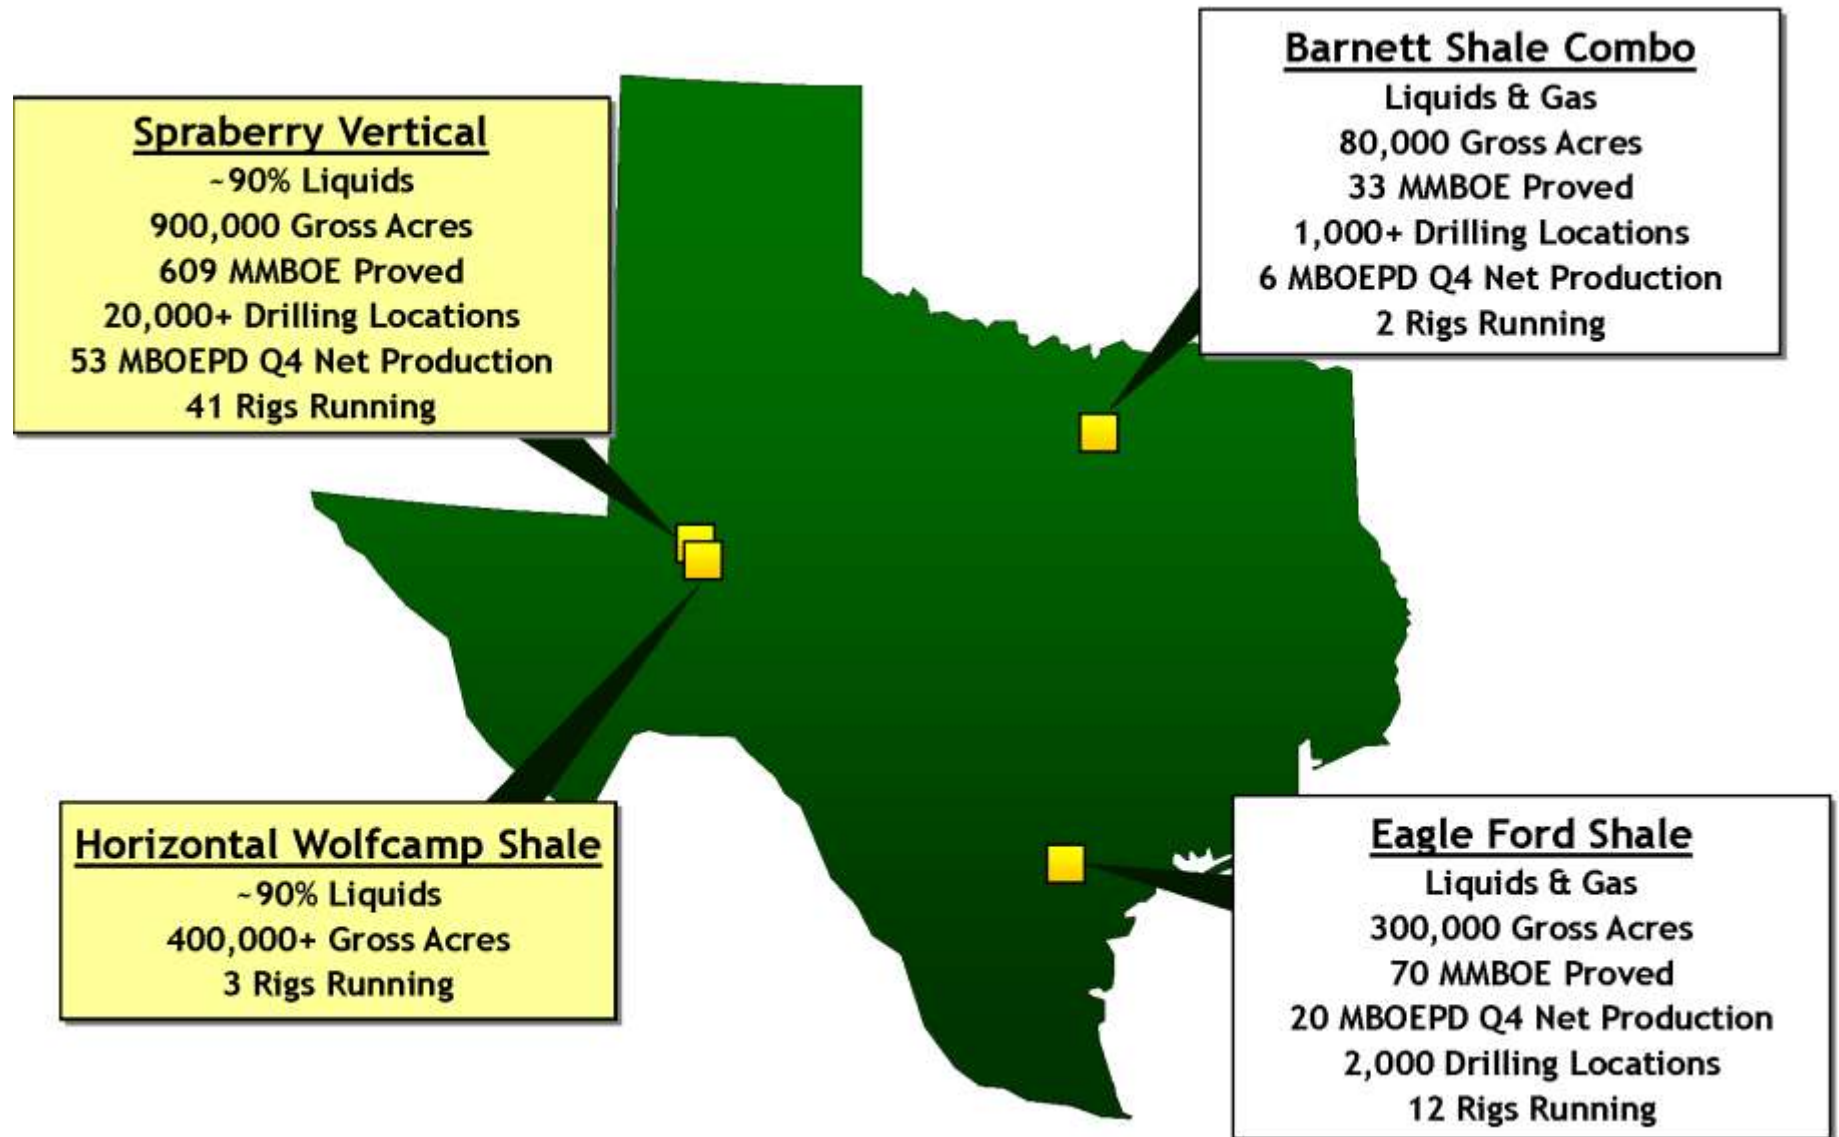 Spraberry Vertical
~90% Liquids
900,000 Gross Acres
609 MMBOE Proved
20,000+ Drilling Locations
53 MBOEPD Q4 Net Production
41 Rigs Running
Barnett Shale Combo
Liquids & Gas
80,000 Gross Acres
33 MMBOE Proved
1,000+ Drilling Locations
6 MBOEPD Q4 Net Production
2 Rigs Running
Horizontal Wolfcamp Shale
~90% Liquids
400,000+ Gross Acres
3 Rigs Running
Eagle Ford Shale
Liquids & Gas
300,000 Gross Acres
70 MMBOE Proved
20 MBOEPD Q4 Net Production
2,000 Drilling Locations
12 Rigs Running